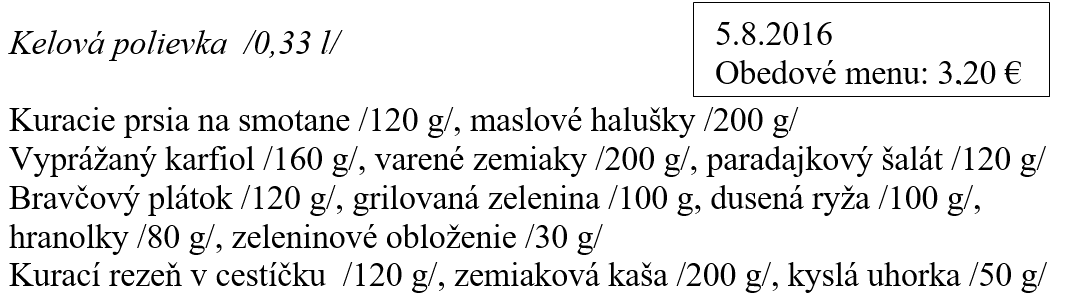 Kelová polievka  /0,33 l/
5.8.2016
Obedové menu: 3,20 €
Kuracie prsia na smotane /120 g/, maslové halušky /200 g/
Vyprážaný karfiol /160 g/, varené zemiaky /200 g/, paradajkový šalát /120 g/
Bravčový plátok /120 g/, grilovaná zelenina /100 g, dusená ryža /100 g/,
hranolky /80 g/, zeleninové obloženie /30 g/
Kurací rezeň v cestíčku  /120 g/, zemiaková kaša /200 g/, kyslá uhorka /50 g/